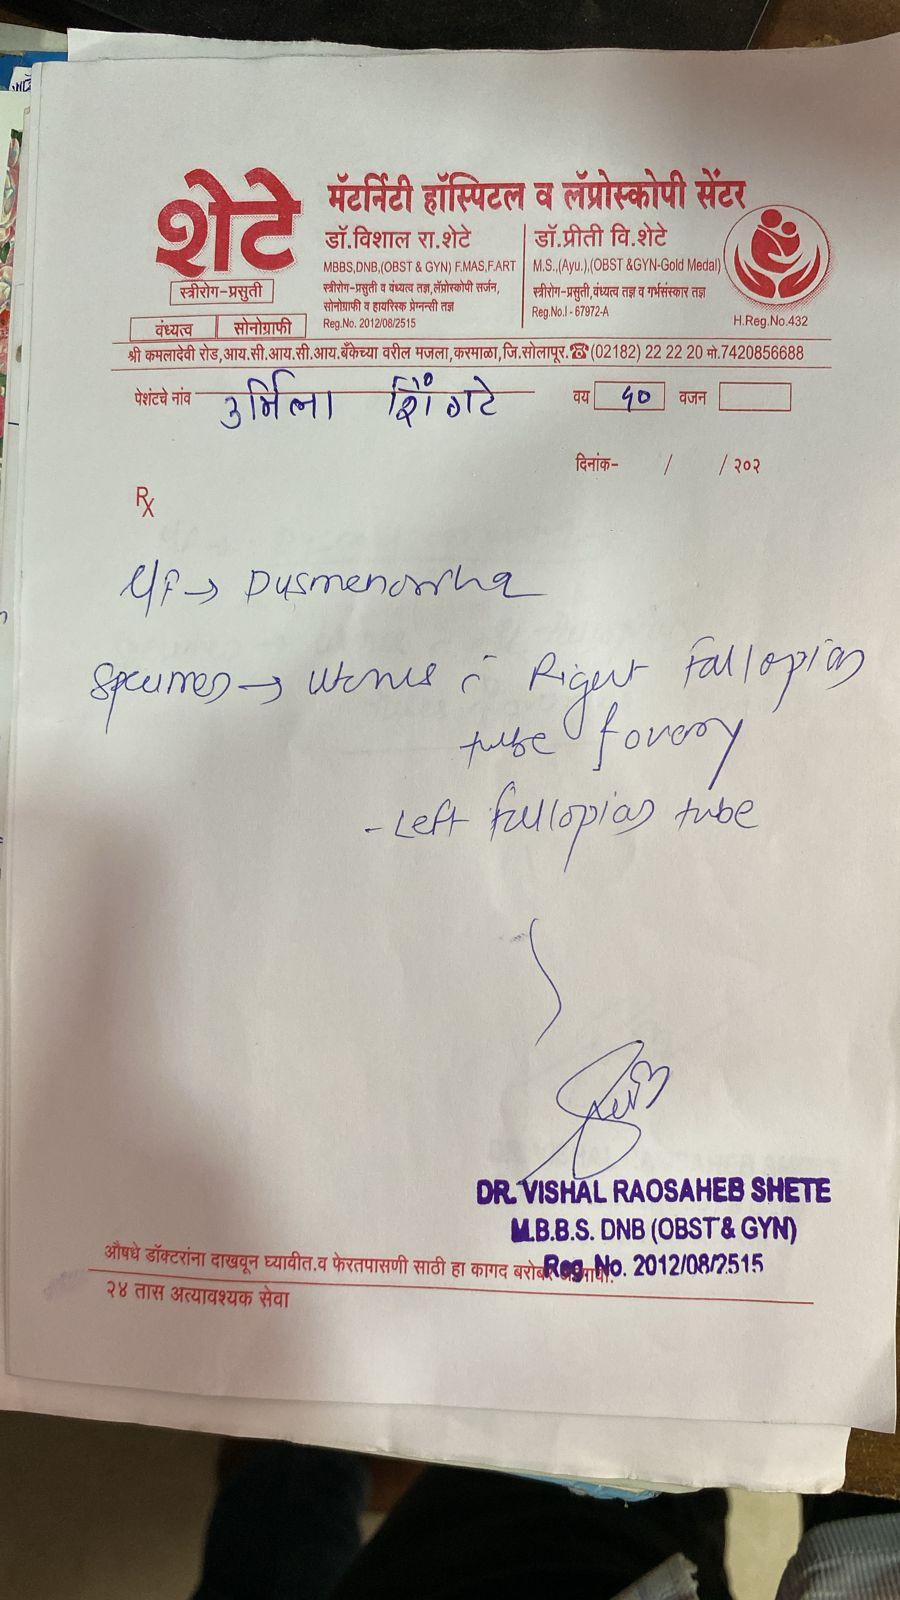 शेटे
मॅटर्निटी हॉस्पिटल व लॅप्रोस्कोपी सेंटर
स्त्रीरोग-प्रसुती
वंध्यत्व सोनोग्राफी
डॉ.विशाल रा.शेटे
MBBS,DNB,(OBST & GYN) F.MAS,F.ART
स्त्रीरोग-प्रसुती व वंध्यत्व तज्ञ,लॅप्रोस्कोपी सर्जन,
सोनोग्राफी व हायरिस्क प्रेग्नन्सी तज्ञ
Reg.No. 2012/08/2515
डॉ.प्रीती वि.शेटे
M.S.,(Ayu.),(OBST &GYN-Gold Medal)
स्त्रीरोग-प्रसुती,वंध्यत्व तज्ञ व गर्भसंस्कार तज्ञ
Reg.No.I - 67972-A
H.Reg.No.432
श्री कमलादेवी रोड,आय.सी.आय.सी.आय.बँकेच्या वरील मजला,करमाळा,जि.सोलापूर.☎(02182) 22 22 20 मो.7420856688
पेशंटचे नांव उर्मिला शिंगटे वय ४० वजन
दिनांक- / / २०२
Rx
Dysmenorrhea
Specimen → Uterus c̄ Right Fallopian
tube & ovary
- Left fallopian tube
DR. VISHAL RAOSAHEB SHETE
M.B.B.S. DNB (OBST & GYN)
Reg. No. 2012/08/2515
औषधे डॉक्टरांना दाखवून घ्यावीत.व फेरतपासणी साठी हा कागद
२४ तास अत्यावश्यक सेवा